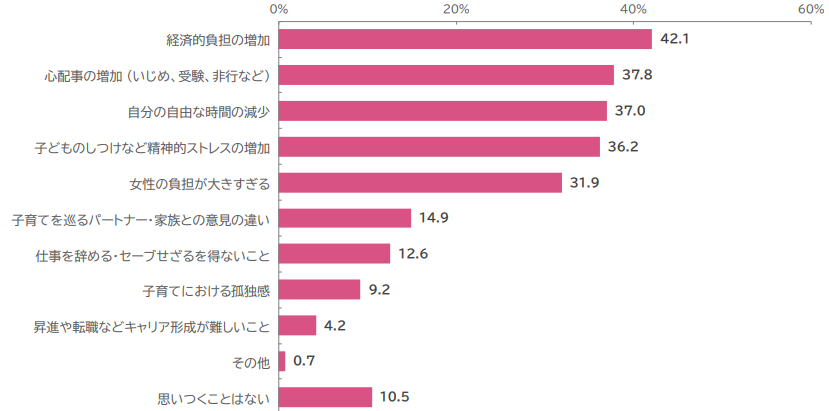 0% 20% 40% 60%
経済的負担の増加 42.1
心配事の増加（いじめ、受験、非行など） 37.8
自分の自由な時間の減少 37.0
子どものしつけなど精神的ストレスの増加 36.2
女性の負担が大きすぎる 31.9
子育てを巡るパートナー・家族との意見の違い 14.9
仕事を辞める・セーブせざるを得ないこと 12.6
子育てにおける孤独感 9.2
昇進や転職などキャリア形成が難しいこと 4.2
その他 0.7
思いつくことはない 10.5